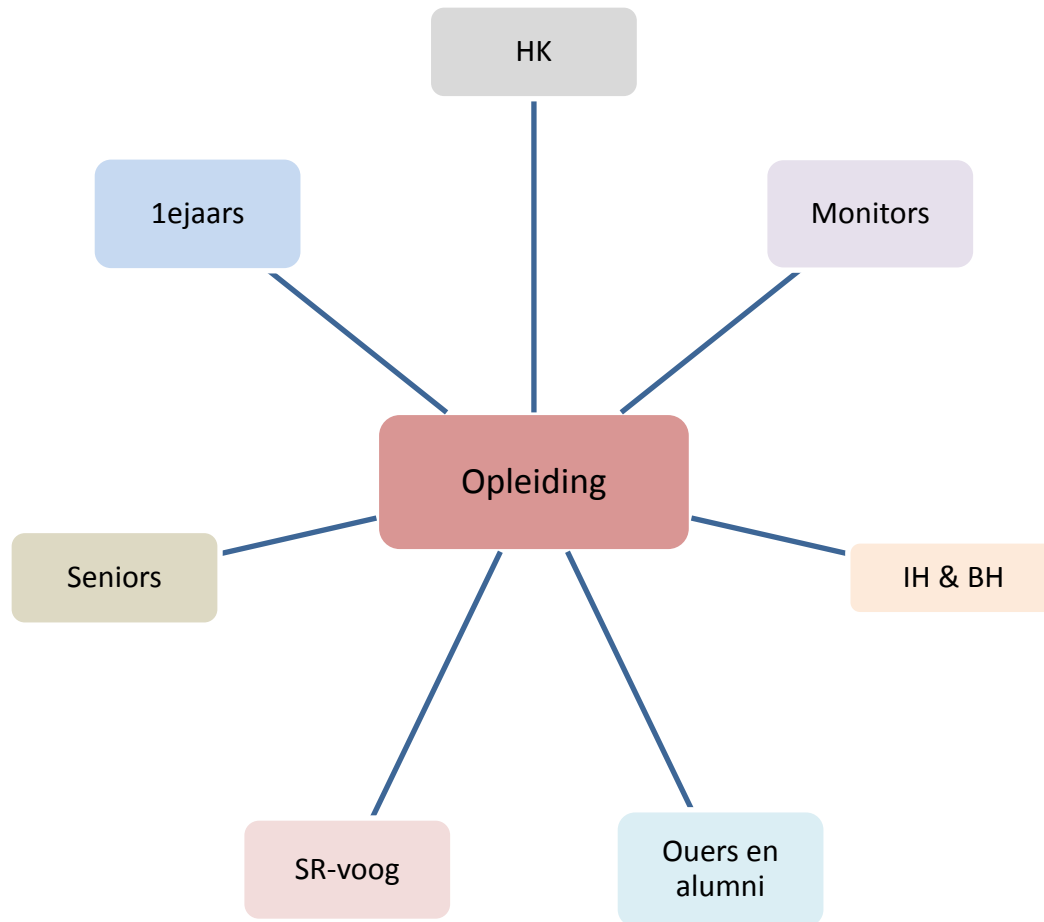 HK
1ejaars
Monitors
Opleiding
Seniors
IH & BH
SR-voog
Ouers en
alumni